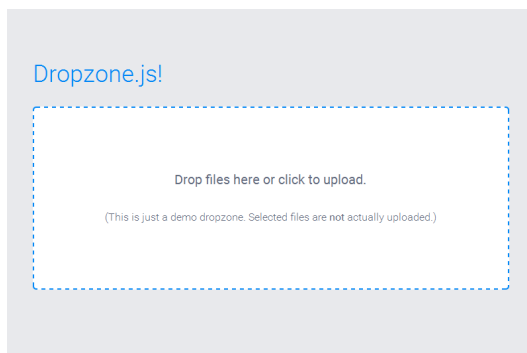 Dropzone.js!
Drop files here or click to upload.
(This is just a demo dropzone. Selected files are not actually uploaded.)